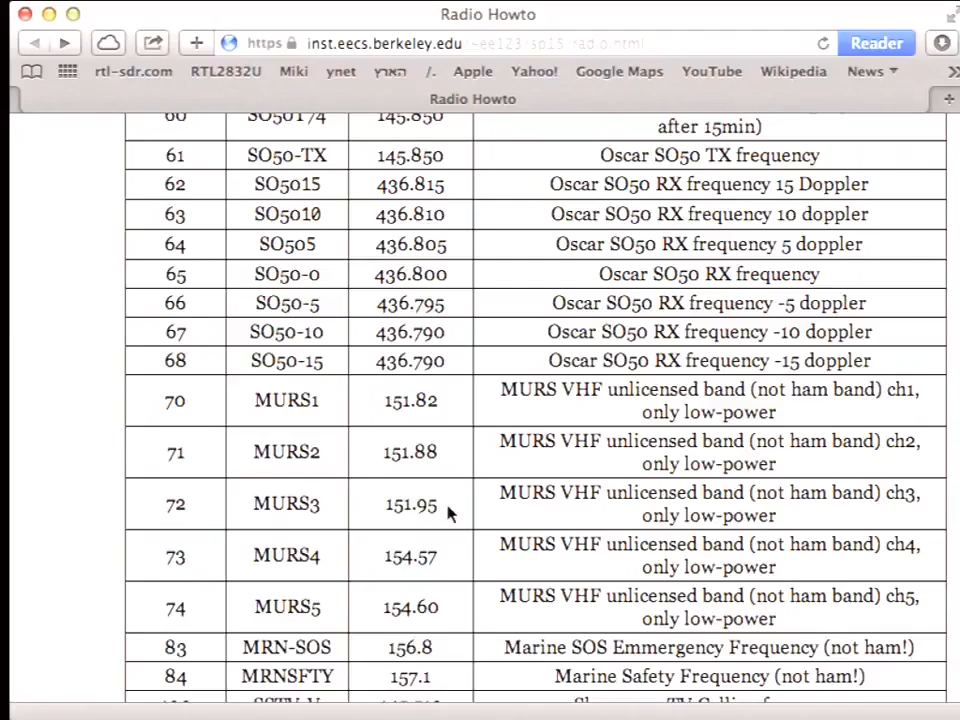 Radio Howto
https inst.eecs.berkeley.edu/~ee123/sp15/radio.html
Reader
rtl-sdr.com RTL2832U Miki ynet הארץ /. Apple Yahoo! Google Maps YouTube Wikipedia News
Radio Howto
60 SO50174 145.850
after 15min)
61 SO50-TX 145.850 Oscar SO50 TX frequency
62 SO5015 436.815 Oscar SO50 RX frequency 15 Doppler
63 SO5010 436.810 Oscar SO50 RX frequency 10 doppler
64 SO505 436.805 Oscar SO50 RX frequency 5 doppler
65 SO50-0 436.800 Oscar SO50 RX frequency
66 SO50-5 436.795 Oscar SO50 RX frequency -5 doppler
67 SO50-10 436.790 Oscar SO50 RX frequency -10 doppler
68 SO50-15 436.790 Oscar SO50 RX frequency -15 doppler
70 MURS1 151.82 MURS VHF unlicensed band (not ham band) ch1,
only low-power
71 MURS2 151.88 MURS VHF unlicensed band (not ham band) ch2,
only low-power
72 MURS3 151.95 MURS VHF unlicensed band (not ham band) ch3,
only low-power
73 MURS4 154.57 MURS VHF unlicensed band (not ham band) ch4,
only low-power
74 MURS5 154.60 MURS VHF unlicensed band (not ham band) ch5,
only low-power
83 MRN-SOS 156.8 Marine SOS Emmergency Frequency (not ham!)
84 MRNSFTY 157.1 Marine Safety Frequency (not ham!)